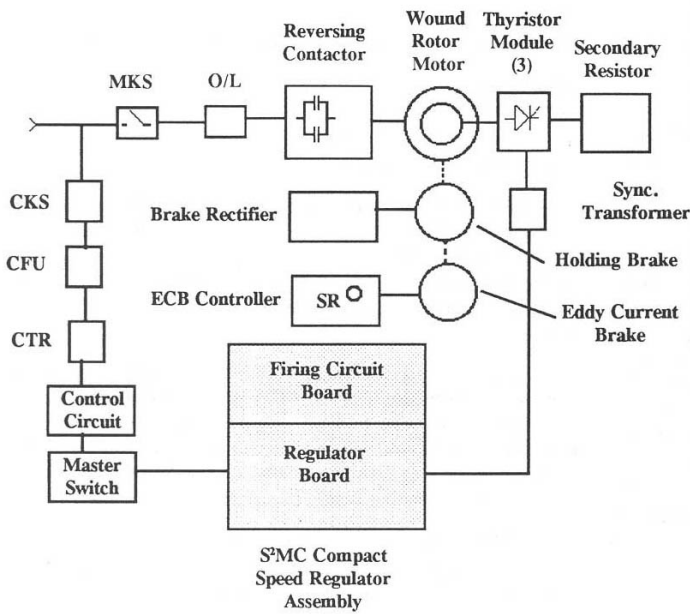 Reversing
Contactor
Wound
Rotor
Motor
Thyristor
Module
(3)
Secondary
Resistor
MKS
O/L
CKS
Brake Rectifier
Sync.
Transformer
CFU
Holding Brake
ECB Controller
SR
Eddy Current
Brake
CTR
Firing Circuit
Board
Control
Circuit
Regulator
Board
Master
Switch
S²MC Compact
Speed Regulator
Assembly